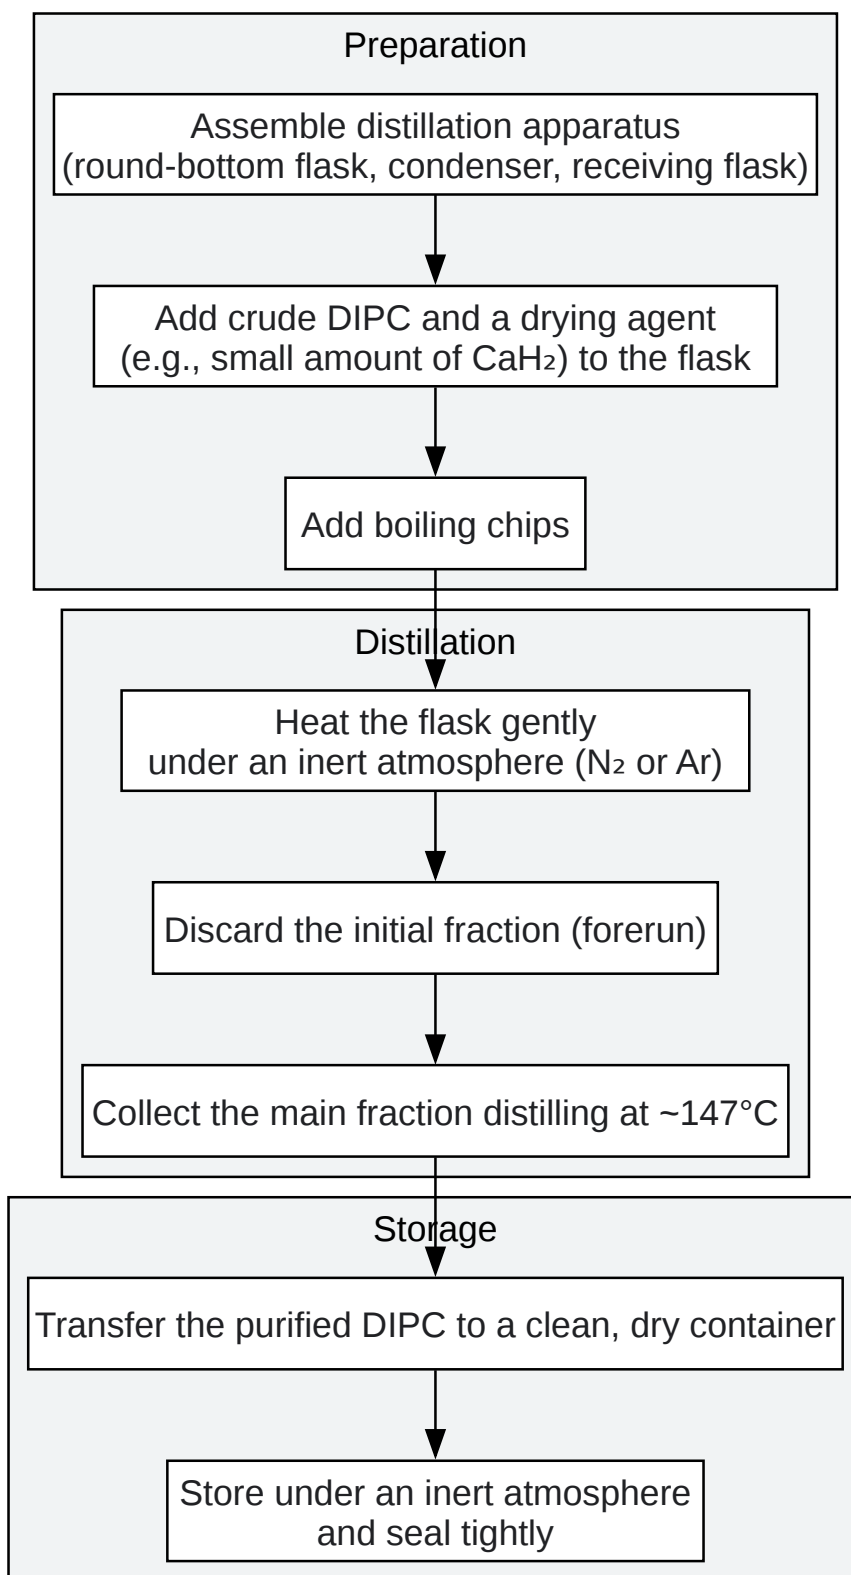 Preparation
Assemble distillation apparatus
(round-bottom flask, condenser, receiving flask)
Add crude DIPC and a drying agent
(e.g., small amount of CaH₂) to the flask
Add boiling chips
Distillation
Heat the flask gently
under an inert atmosphere (N₂ or Ar)
Discard the initial fraction (forerun)
Collect the main fraction distilling at ~147°C
Storage
Transfer the purified DIPC to a clean, dry container
Store under an inert atmosphere
and seal tightly